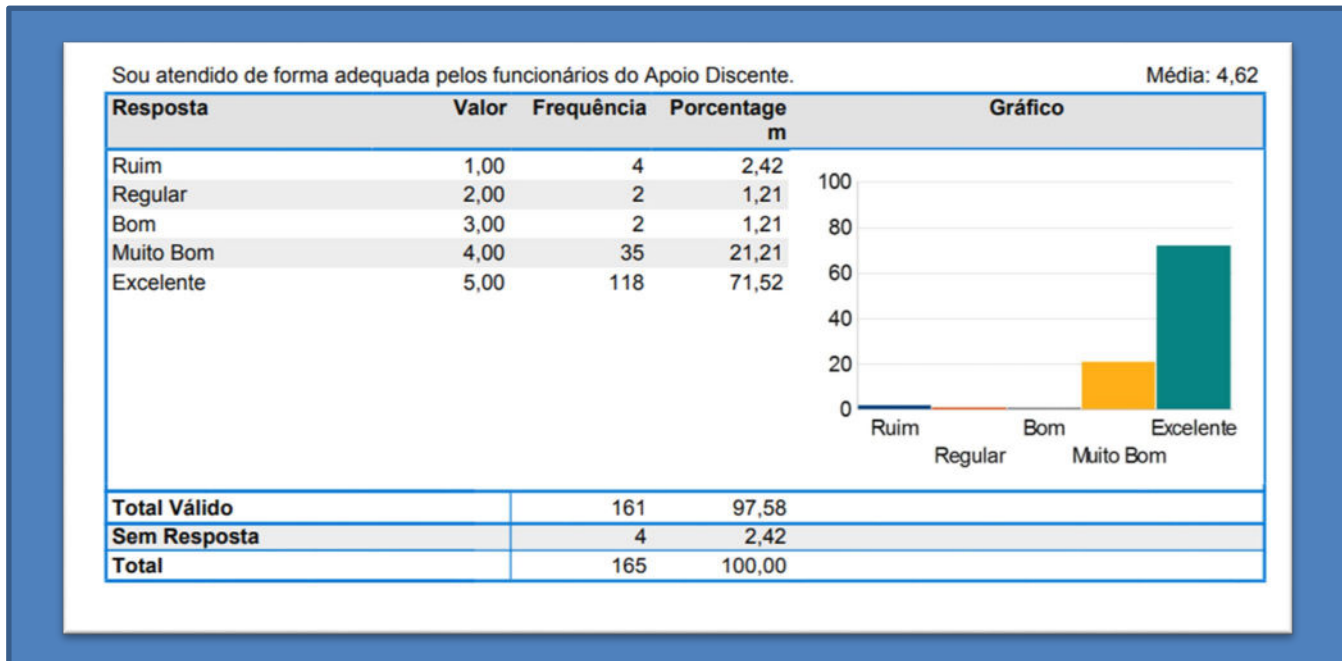 Sou atendido de forma adequada pelos funcionários do Apoio Discente. Média: 4,62
Resposta Valor Frequência Porcentage
m Gráfico
Ruim 1,00 4 2,42
Regular 2,00 2 1,21
Bom 3,00 2 1,21
Muito Bom 4,00 35 21,21
Excelente 5,00 118 71,52
100
80
60
40
20
0
Ruim Bom Excelente
Regular Muito Bom
Total Válido 161 97,58
Sem Resposta 4 2,42
Total 165 100,00